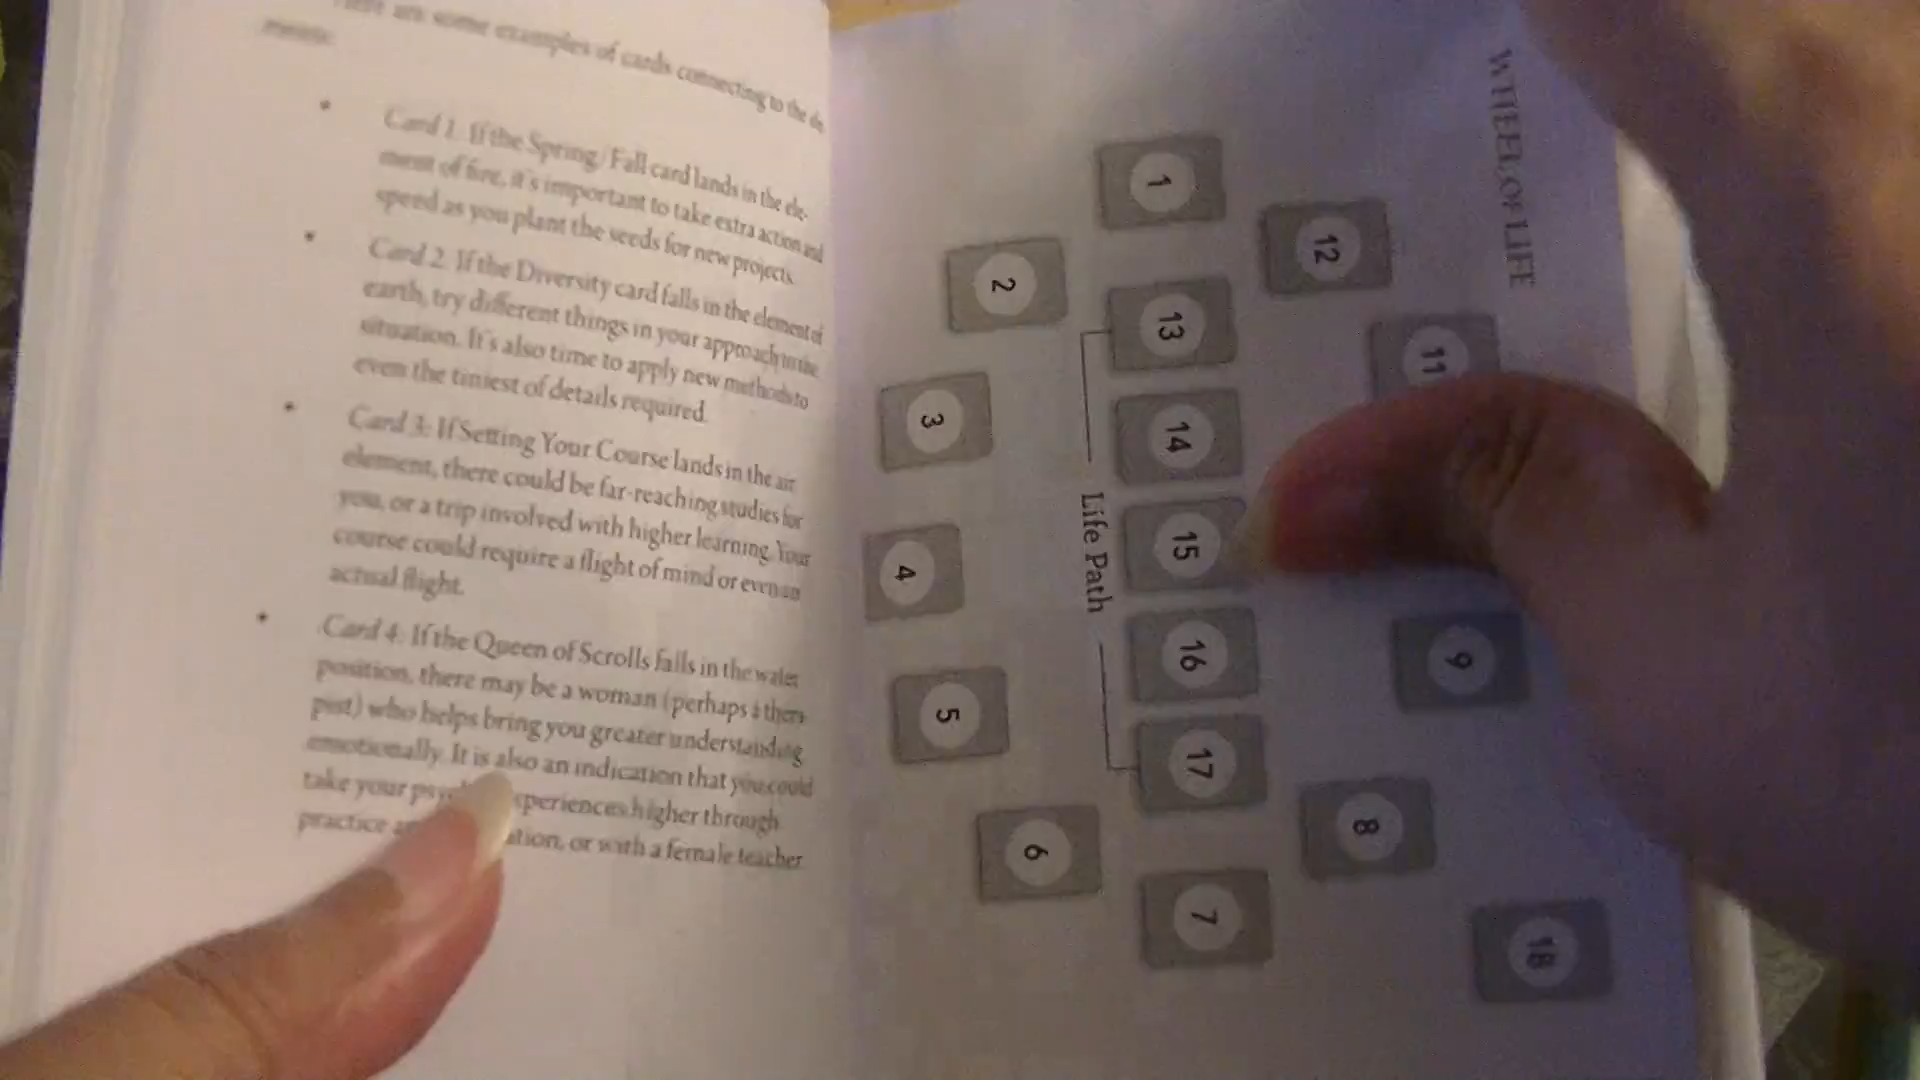 are some examples of cards connecting to the ele-
ments:
• Card 1: If the Spring/Fall card lands in the ele-
ment of fire, it's important to take extra action and
speed as you plant the seeds for new projects.
• Card 2: If the Diversity card falls in the element of
earth, try different things in your approach to the
situation. It's also time to apply new methods to
even the tiniest of details required.
• Card 3: If Setting Your Course lands in the air
element, there could be far-reaching studies for
you, or a trip involved with higher learning. Your
course could require a flight of mind or even an
actual flight.
• Card 4: If the Queen of Scrolls falls in the water
position, there may be a woman (perhaps a thera-
pist) who helps bring you greater understanding
emotionally. It is also an indication that you could
take your experiences higher through
practice or with a female teacher.
WHEEL OF LIFE
1
12
2
13
11
3
14
15
Life Path
4
16
9
5
17
8
6
7
18